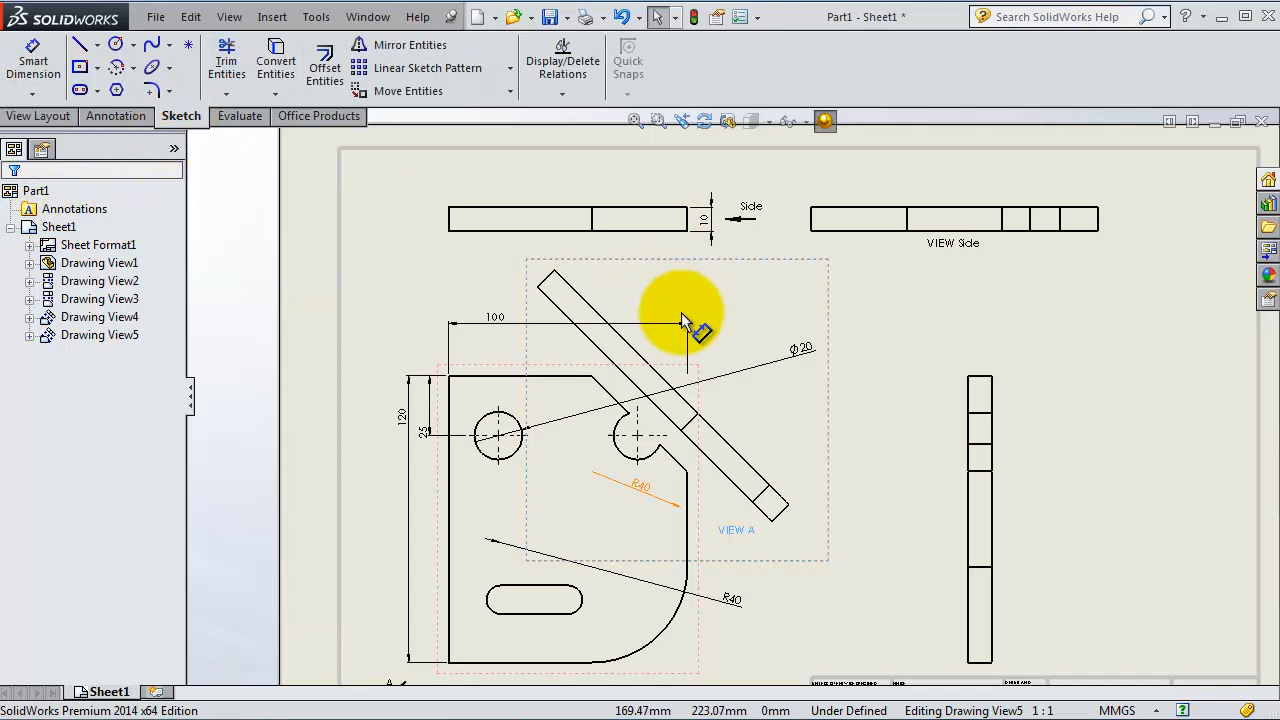 SOLIDWORKS
File Edit View Insert Tools Window Help
Part1 - Sheet1 *
Search SolidWorks Help
Smart Dimension
Trim Entities
Convert Entities
Offset Entities
Mirror Entities
Linear Sketch Pattern
Move Entities
Display/Delete Relations
Quick Snaps
View Layout Annotation Sketch Evaluate Office Products
Part1
Annotations
Sheet1
Sheet Format1
Drawing View1
Drawing View2
Drawing View3
Drawing View4
Drawing View5
Side
10
VIEW Side
100
Φ20
120
25
R40
VIEW A
R40
A
Sheet1
SolidWorks Premium 2014 x64 Edition
169.47mm 223.07mm 0mm Under Defined Editing Drawing View5 1 : 1 MMGS